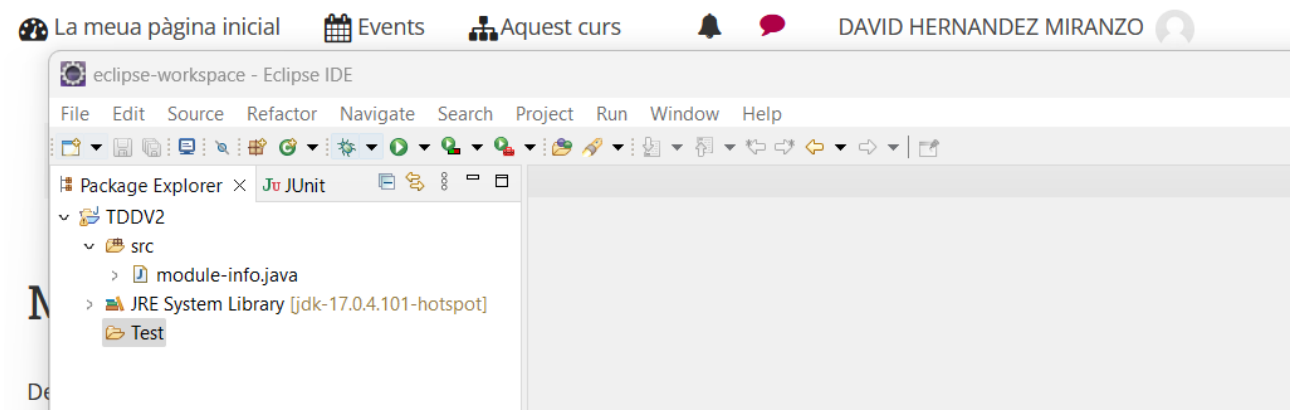 La meua pàgina inicial Events Aquest curs DAVID HERNANDEZ MIRANZO
eclipse-workspace - Eclipse IDE
File Edit Source Refactor Navigate Search Project Run Window Help
Package Explorer JUnit
TDDV2
src
module-info.java
JRE System Library [jdk-17.0.4.101-hotspot]
Test